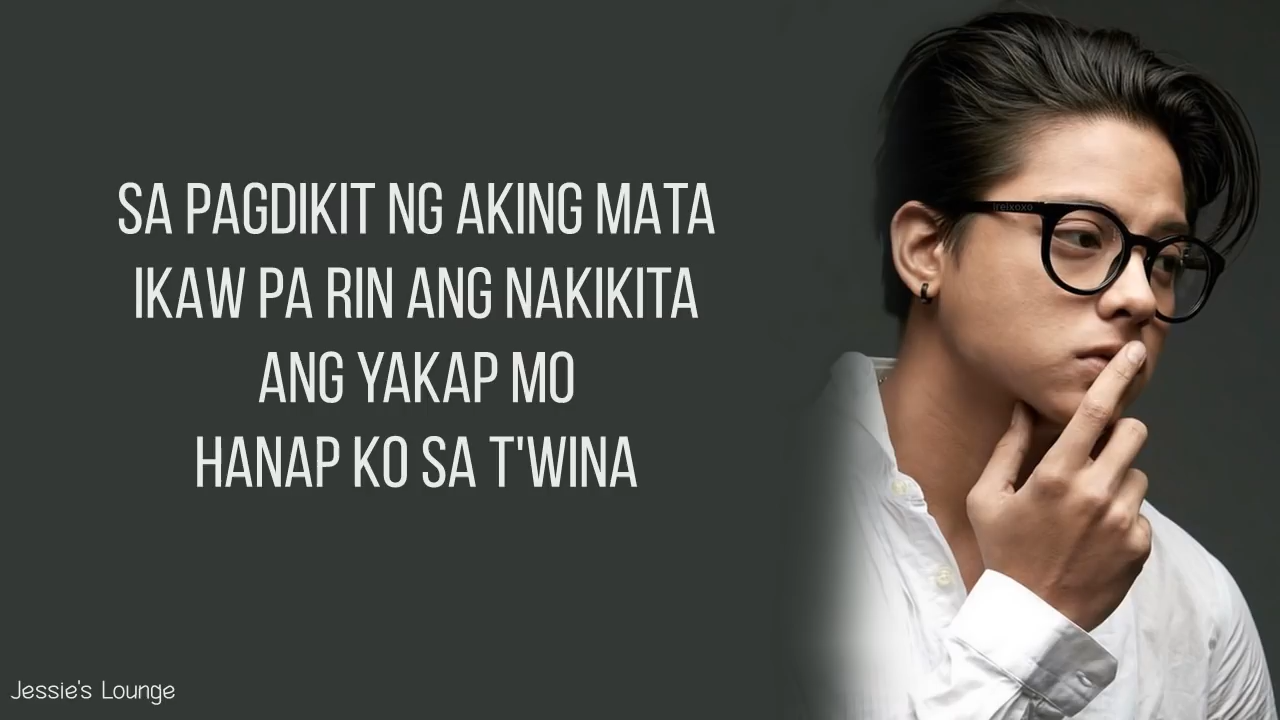 SA PAGDIKIT NG AKING MATA
IKAW PA RIN ANG NAKIKITA
ANG YAKAP MO
HANAP KO SA T'WINA
Jessie's Lounge